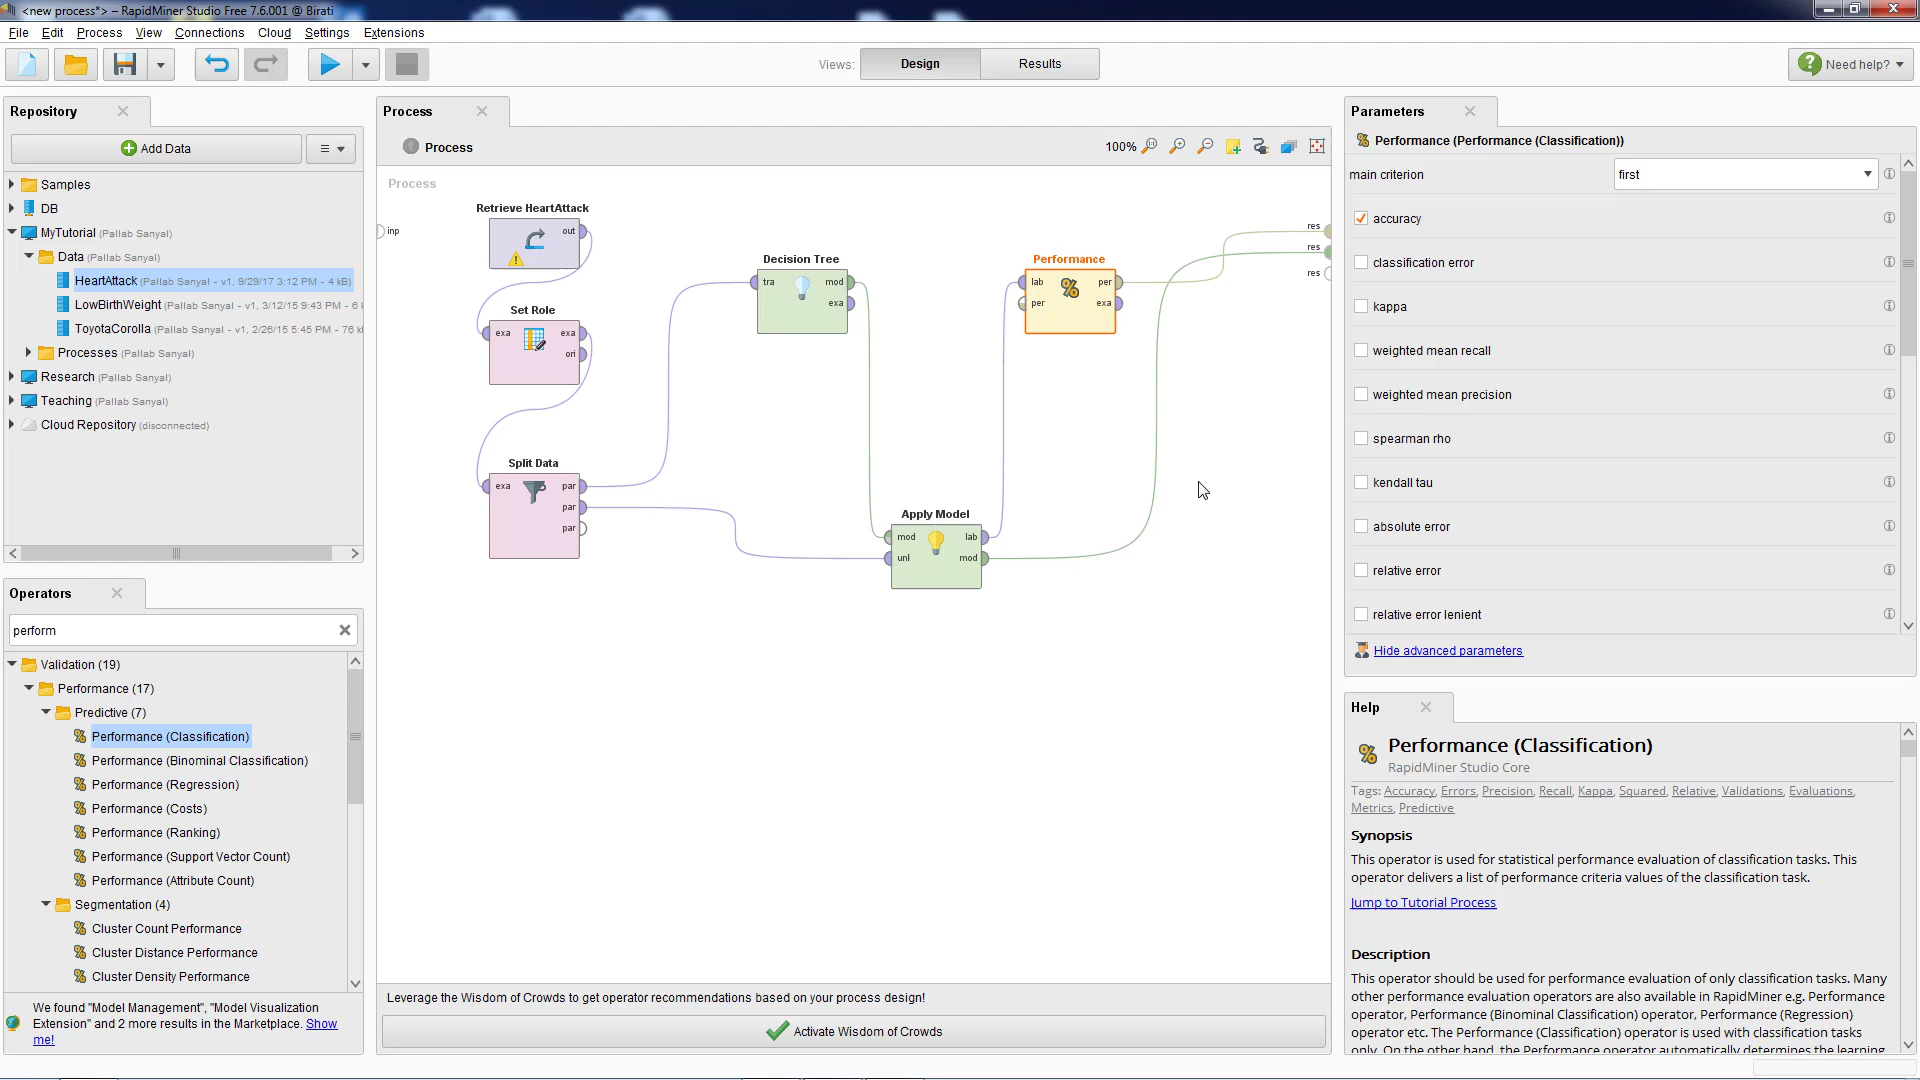 <new process*> – RapidMiner Studio Free 7.6.001 @ Birati
File Edit Process View Connections Cloud Settings Extensions
Views: Design Results Need help?
Repository
Add Data
Samples
DB
MyTutorial (Pallab Sanyal)
Data (Pallab Sanyal)
HeartAttack (Pallab Sanyal - v1, 9/29/17 3:12 PM - 4 kB)
LowBirthWeight (Pallab Sanyal - v1, 3/12/15 9:43 PM - 6 k
ToyotaCorolla (Pallab Sanyal - v1, 2/26/15 5:45 PM - 76 k
Processes (Pallab Sanyal)
Research (Pallab Sanyal)
Teaching (Pallab Sanyal)
Cloud Repository (disconnected)
Operators
perform
Validation (19)
Performance (17)
Predictive (7)
Performance (Classification)
Performance (Binominal Classification)
Performance (Regression)
Performance (Costs)
Performance (Ranking)
Performance (Support Vector Count)
Performance (Attribute Count)
Segmentation (4)
Cluster Count Performance
Cluster Distance Performance
Cluster Density Performance
We found "Model Management", "Model Visualization
Extension" and 2 more results in the Marketplace. Show
me!
Process
Process
100%
Process
inp
Retrieve HeartAttack
out
Set Role
exa exa
ori
Split Data
exa par
par
par
Decision Tree
tra mod
exa
Apply Model
mod lab
unl mod
Performance
lab per
per exa
res
res
res
Leverage the Wisdom of Crowds to get operator recommendations based on your process design!
Activate Wisdom of Crowds
Parameters
Performance (Performance (Classification))
main criterion first
accuracy
classification error
kappa
weighted mean recall
weighted mean precision
spearman rho
kendall tau
absolute error
relative error
relative error lenient
Hide advanced parameters
Help
Performance (Classification)
RapidMiner Studio Core
Tags: Accuracy, Errors, Precision, Recall, Kappa, Squared, Relative, Validations, Evaluations,
Metrics, Predictive
Synopsis
This operator is used for statistical performance evaluation of classification tasks. This
operator delivers a list of performance criteria values of the classification task.
Jump to Tutorial Process
Description
This operator should be used for performance evaluation of only classification tasks. Many
other performance evaluation operators are also available in RapidMiner e.g. Performance
operator, Performance (Binominal Classification) operator, Performance (Regression)
operator etc. The Performance (Classification) operator is used with classification tasks
only. On the other hand, the Performance operator automatically determines the learning